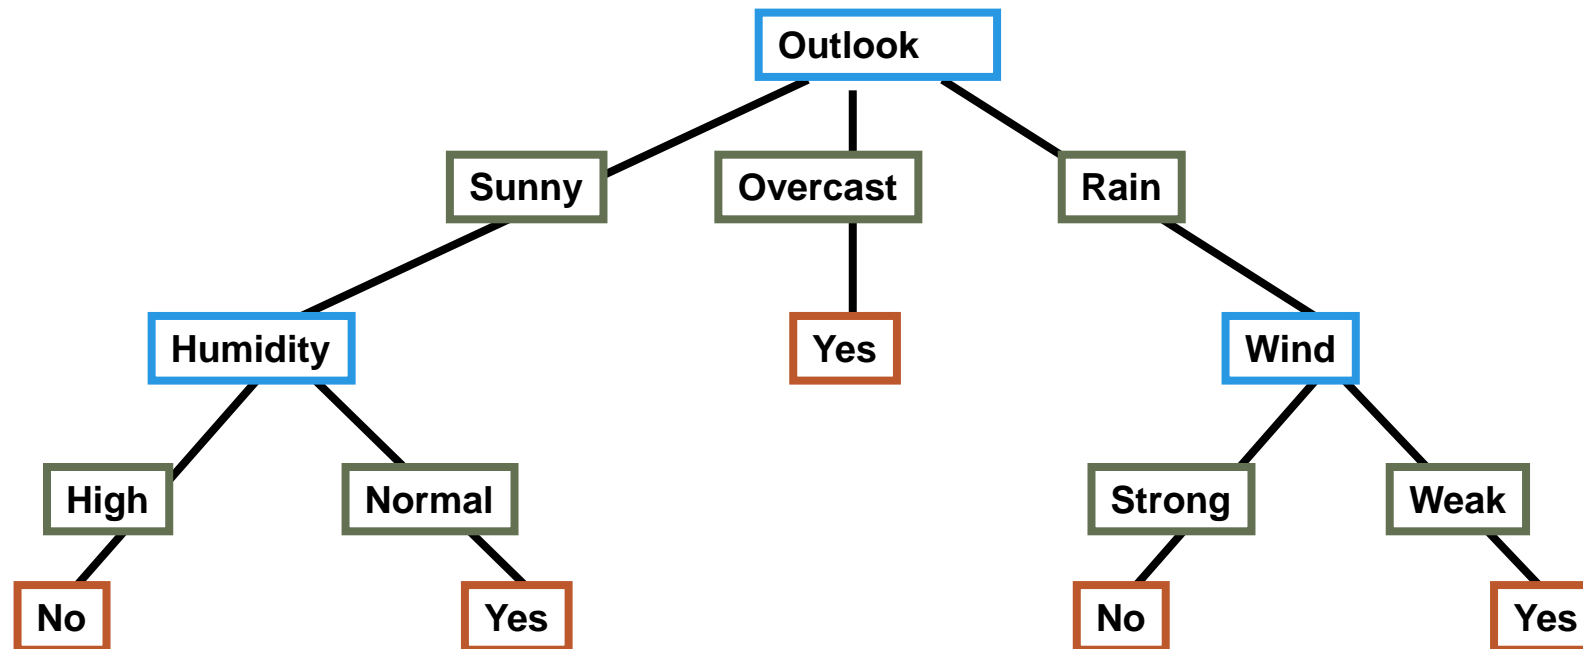 Outlook
Sunny
Overcast
Rain
Humidity
Yes
Wind
High
Normal
Strong
Weak
No
Yes
No
Yes